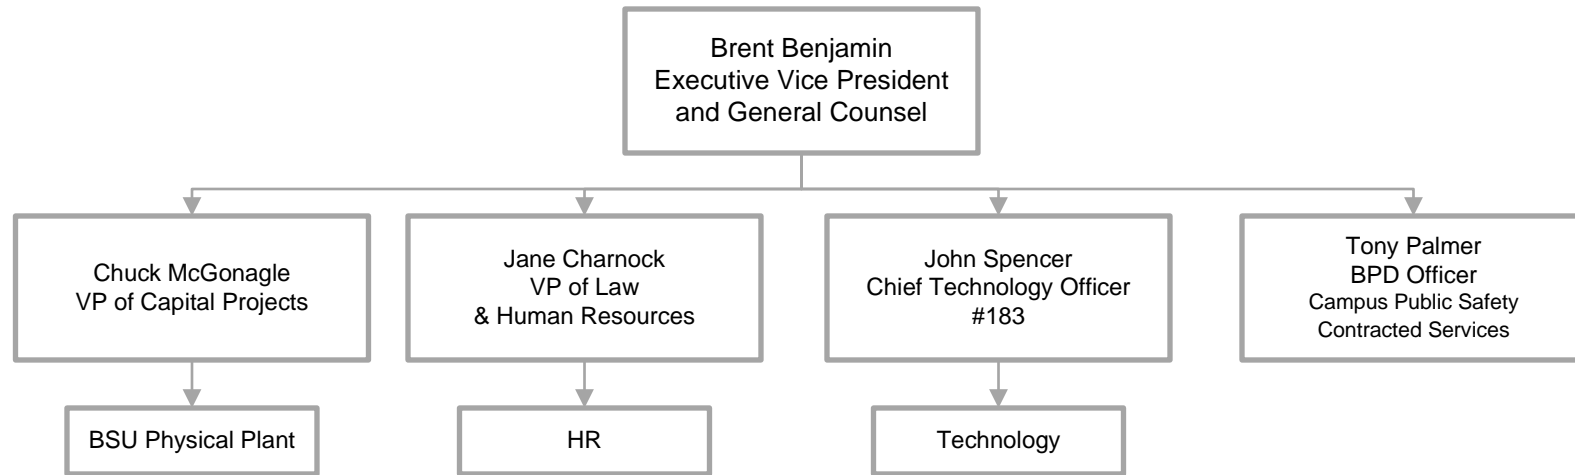 Brent Benjamin
Executive Vice President
and General Counsel
Chuck McGonagle
VP of Capital Projects
Jane Charnock
VP of Law
& Human Resources
John Spencer
Chief Technology Officer
#183
Tony Palmer
BPD Officer
Campus Public Safety
Contracted Services
BSU Physical Plant
HR
Technology